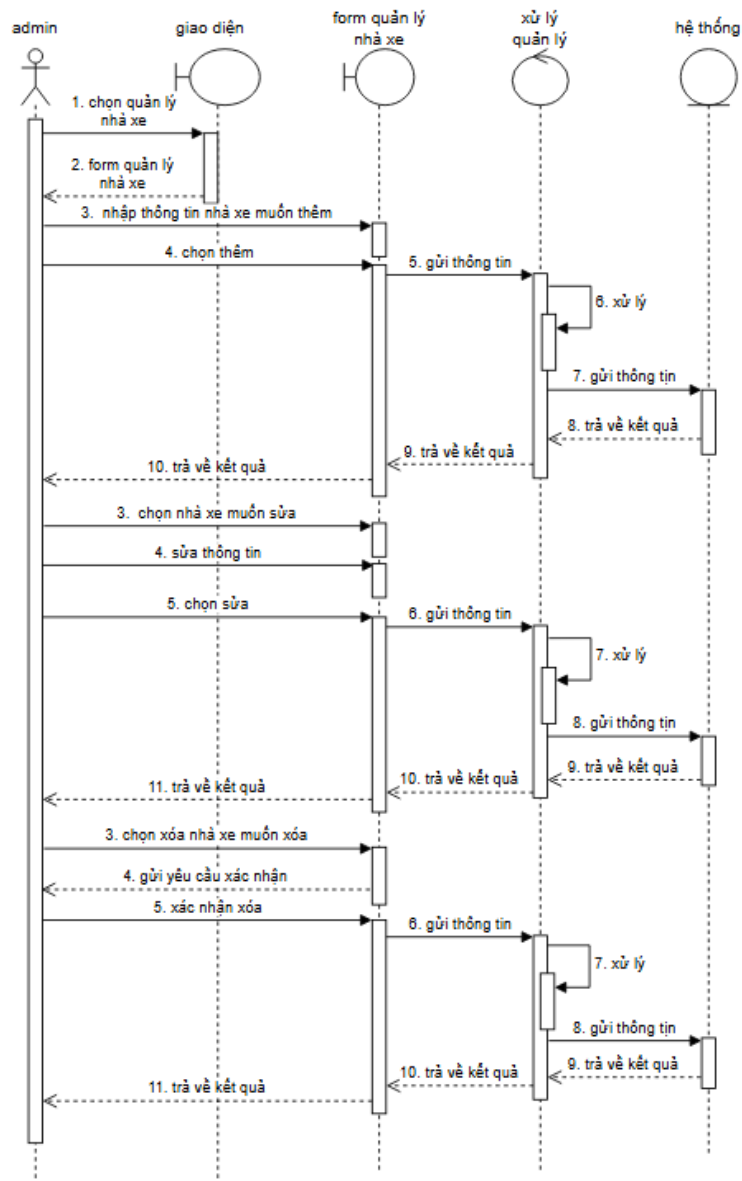 admin
giao diện
form quản lý
nhà xe
xử lý
quản lý
hệ thống
1. chọn quản lý
nhà xe
2. form quản lý
nhà xe
3. nhập thông tin nhà xe muốn thêm
4. chọn thêm
5. gửi thông tin
6. xử lý
7. gửi thông tịn
8. trả về kết quả
9. trả về kết quả
10. trả về kết quả
3. chọn nhà xe muốn sửa
4. sửa thông tin
5. chọn sửa
6. gửi thông tin
7. xử lý
8. gửi thông tịn
9. trả về kết quả
10. trả về kết quả
11. trả về kết quả
3. chọn xóa nhà xe muốn xóa
4. gửi yêu cầu xác nhận
5. xác nhận xóa
6. gửi thông tin
7. xử lý
8. gửi thông tịn
9. trả về kết quả
10. trả về kết quả
11. trả về kết quả